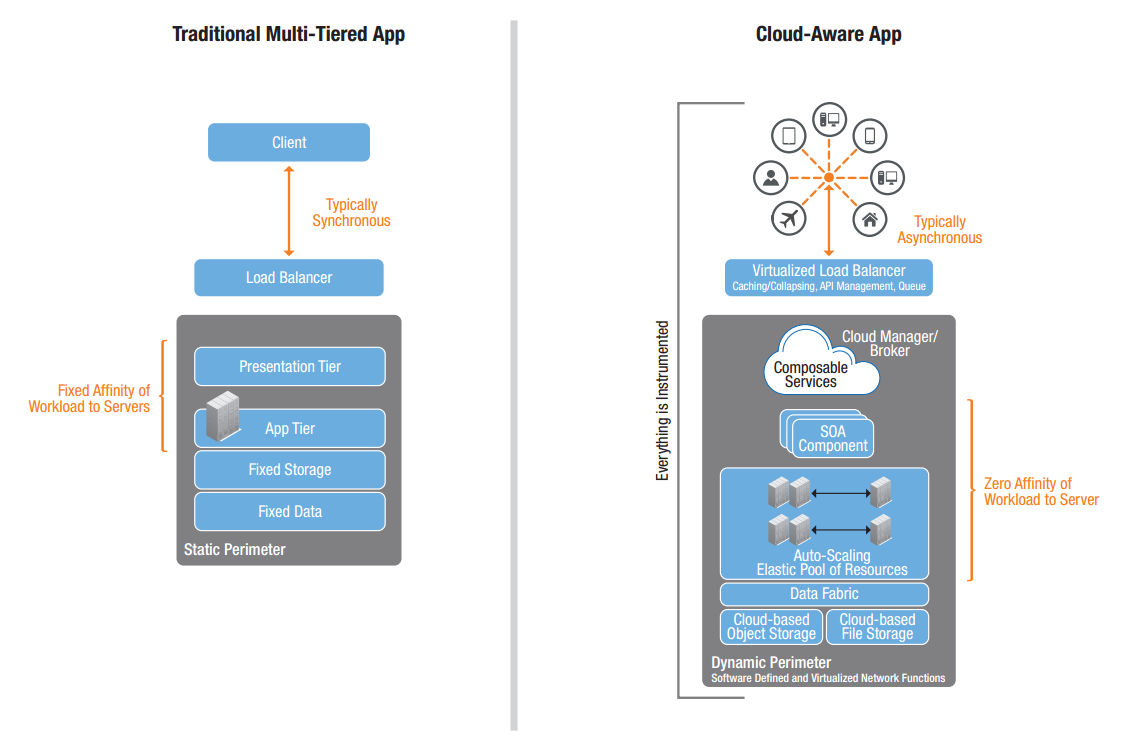 Traditional Multi-Tiered App
Client
Typically
Synchronous
Load Balancer
Fixed Affinity of
Workload to Servers
Presentation Tier
App Tier
Fixed Storage
Fixed Data
Static Perimeter
Cloud-Aware App
Everything is Instrumented
Typically
Asynchronous
Virtualized Load Balancer
Caching/Collapsing, API Management, Queue
Cloud Manager/
Broker
Composable
Services
SOA
Component
Zero Affinity of
Workload to Server
Auto-Scaling
Elastic Pool of Resources
Data Fabric
Cloud-based
Object Storage
Cloud-based
File Storage
Dynamic Perimeter
Software Defined and Virtualized Network Functions